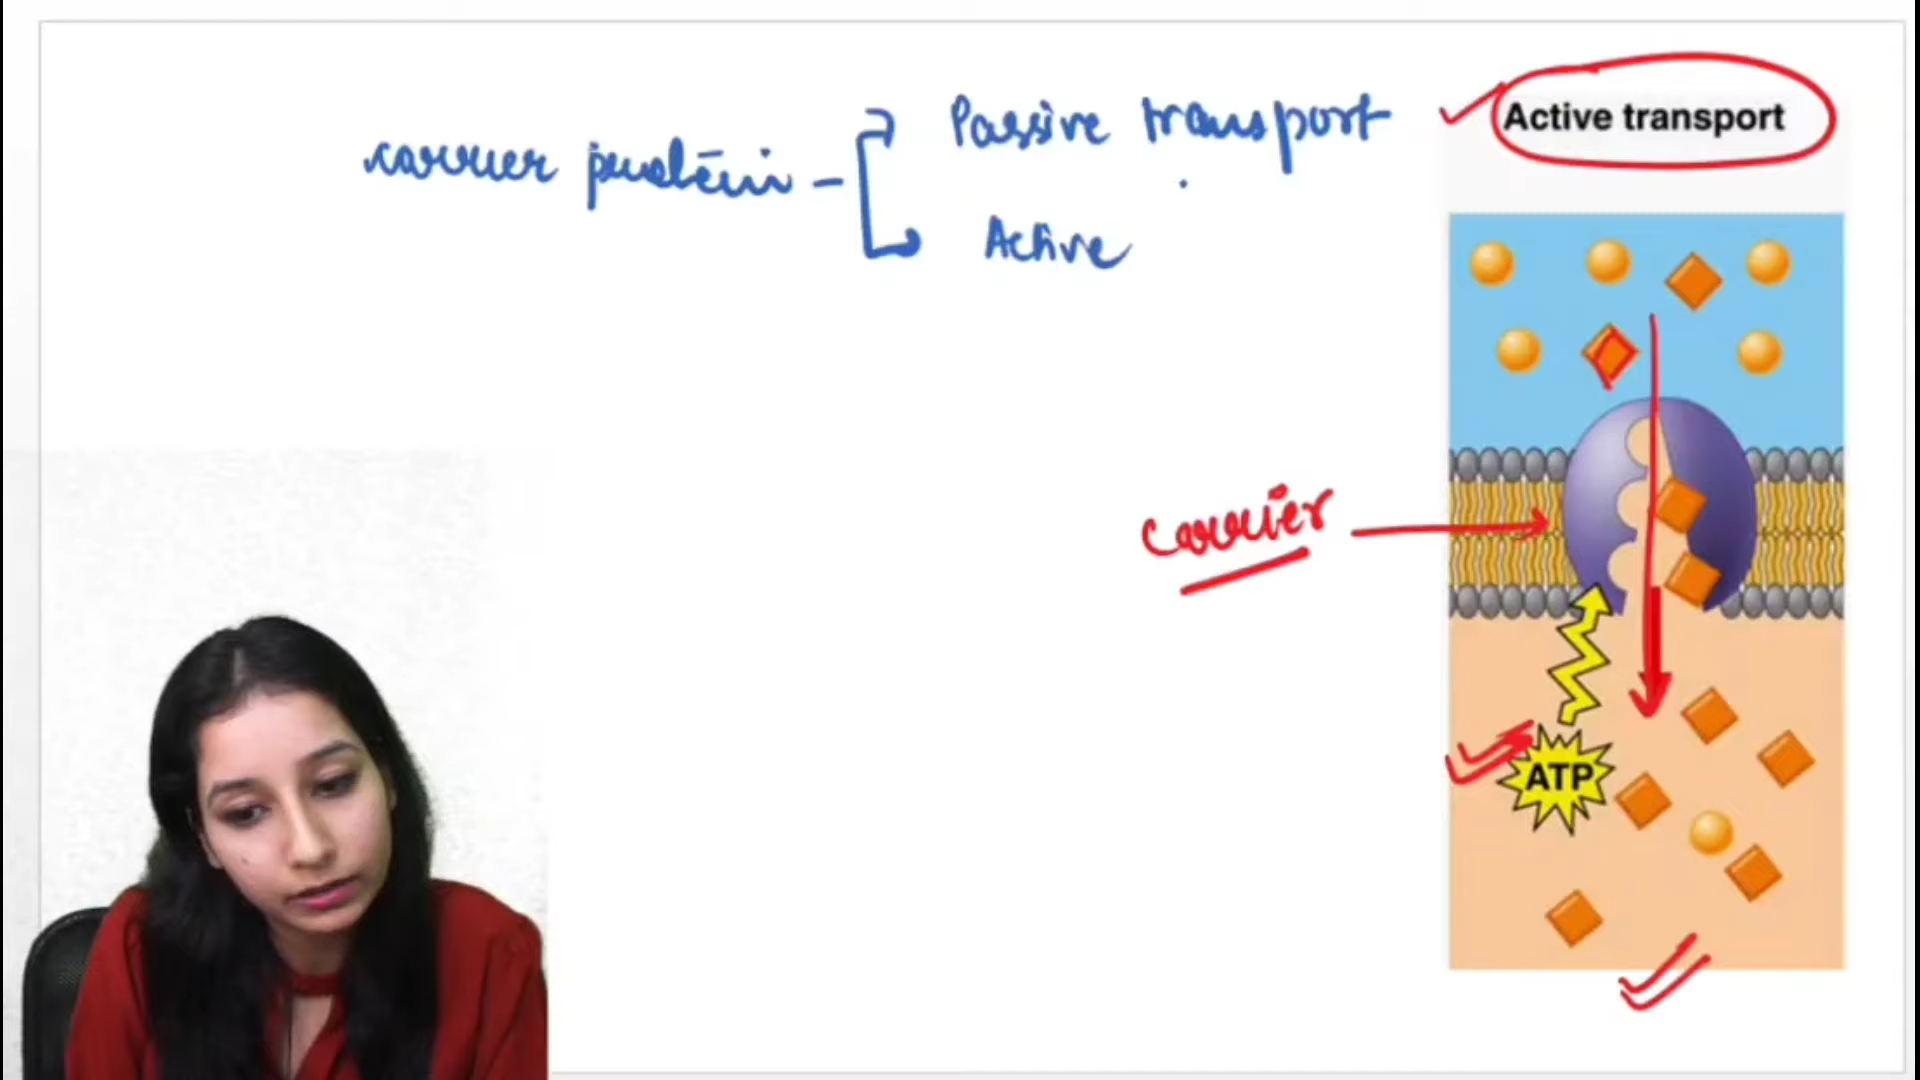 carrier protein - Passive transport
Active
Active transport
Carrier
ATP